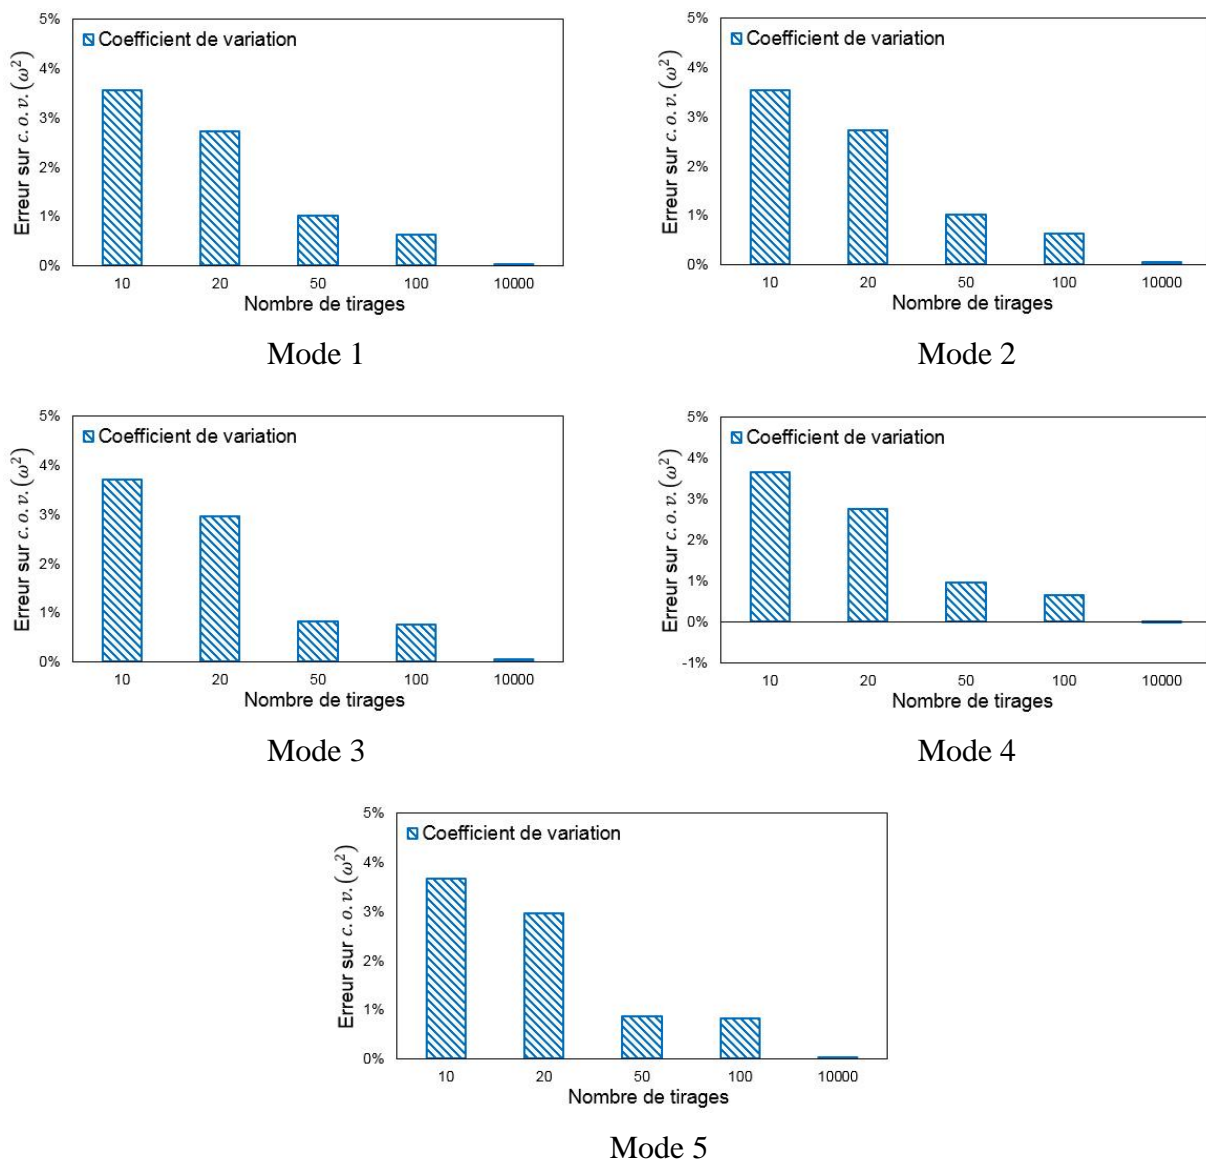 5%
Coefficient de variation
4%
3%
2%
1%
0%
Erreur sur c. o. v. (ω²)
10 20 50 100 10000
Nombre de tirages
Mode 1
5%
Coefficient de variation
4%
3%
2%
1%
0%
Erreur sur c. o. v. (ω²)
10 20 50 100 10000
Nombre de tirages
Mode 2
5%
Coefficient de variation
4%
3%
2%
1%
0%
Erreur sur c. o. v. (ω²)
10 20 50 100 10000
Nombre de tirages
Mode 3
5%
Coefficient de variation
4%
3%
2%
1%
0%
-1%
Erreur sur c. o. v. (ω²)
10 20 50 100 10000
Nombre de tirages
Mode 4
5%
Coefficient de variation
4%
3%
2%
1%
0%
Erreur sur c. o. v. (ω²)
10 20 50 100 10000
Nombre de tirages
Mode 5